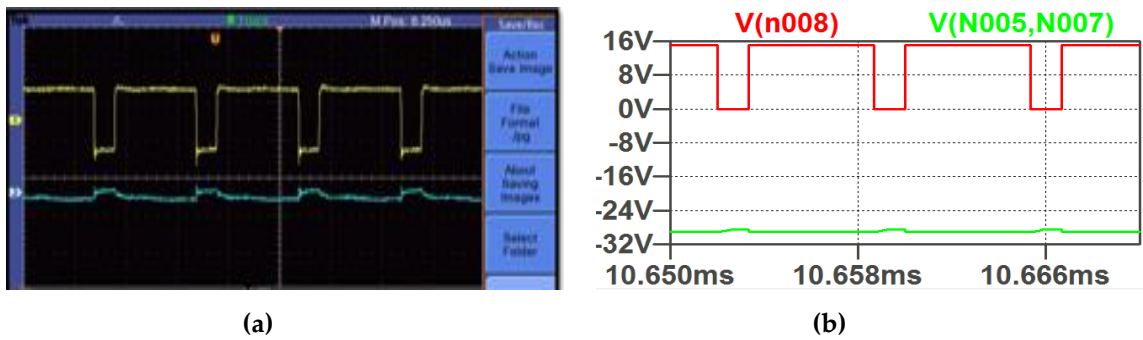 M Pos: 8.250us
Save/Rec
Action
Save Image
File
Format
.jpg
About
Saving
Images
Select
Folder
V(n008) V(N005,N007)
16V
8V
0V
-8V
-16V
-24V
-32V
10.650ms 10.658ms 10.666ms
(a) (b)